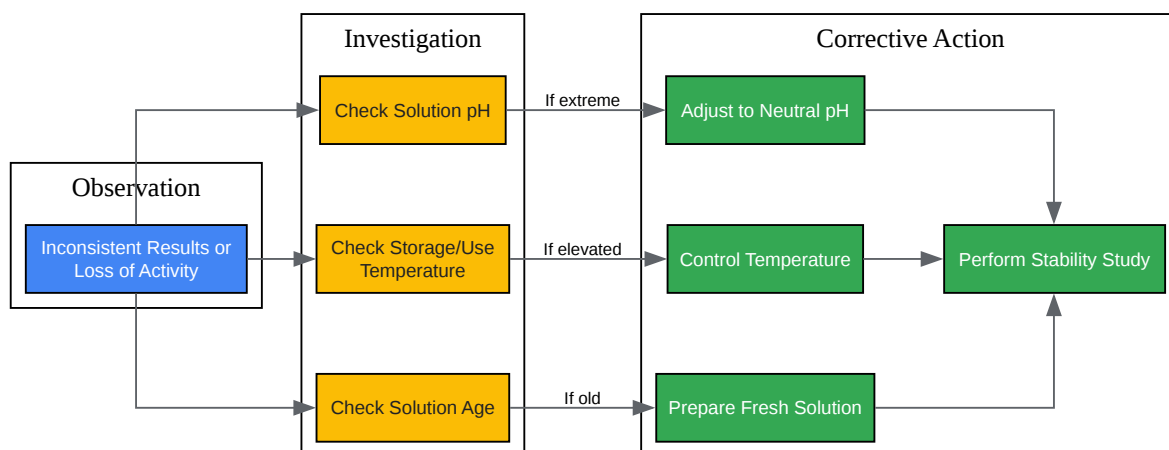 Investigation
Corrective Action
Check Solution pH
If extreme
Adjust to Neutral pH
Observation
Inconsistent Results or
Loss of Activity
Check Storage/Use
Temperature
If elevated
Control Temperature
Perform Stability Study
Check Solution Age
If old
Prepare Fresh Solution